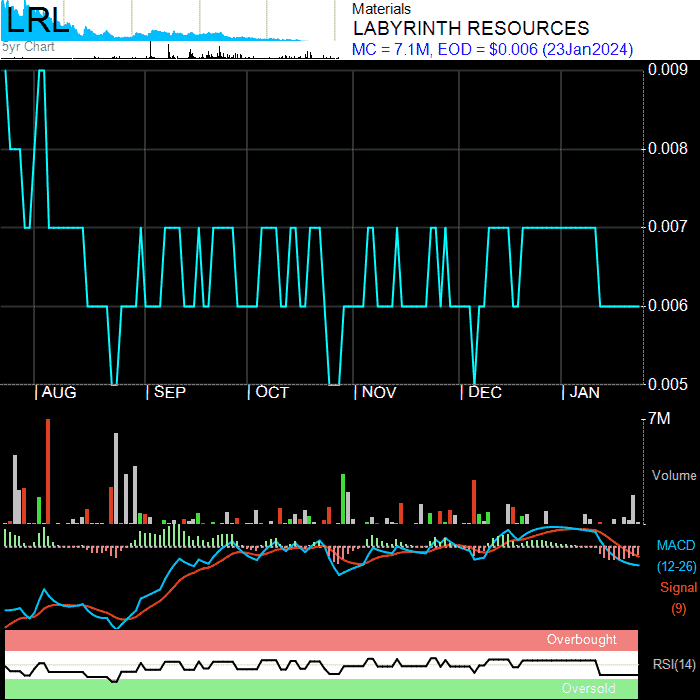 LRL
5yr Chart
Materials
LABYRINTH RESOURCES
MC = 7.1M, EOD = $0.006 (23Jan2024)
0.009
0.008
0.007
0.006
0.005
AUG SEP OCT NOV DEC JAN
7M
Volume
MACD
(12-26)
Signal
(9)
Overbought
RSI(14)
Oversold